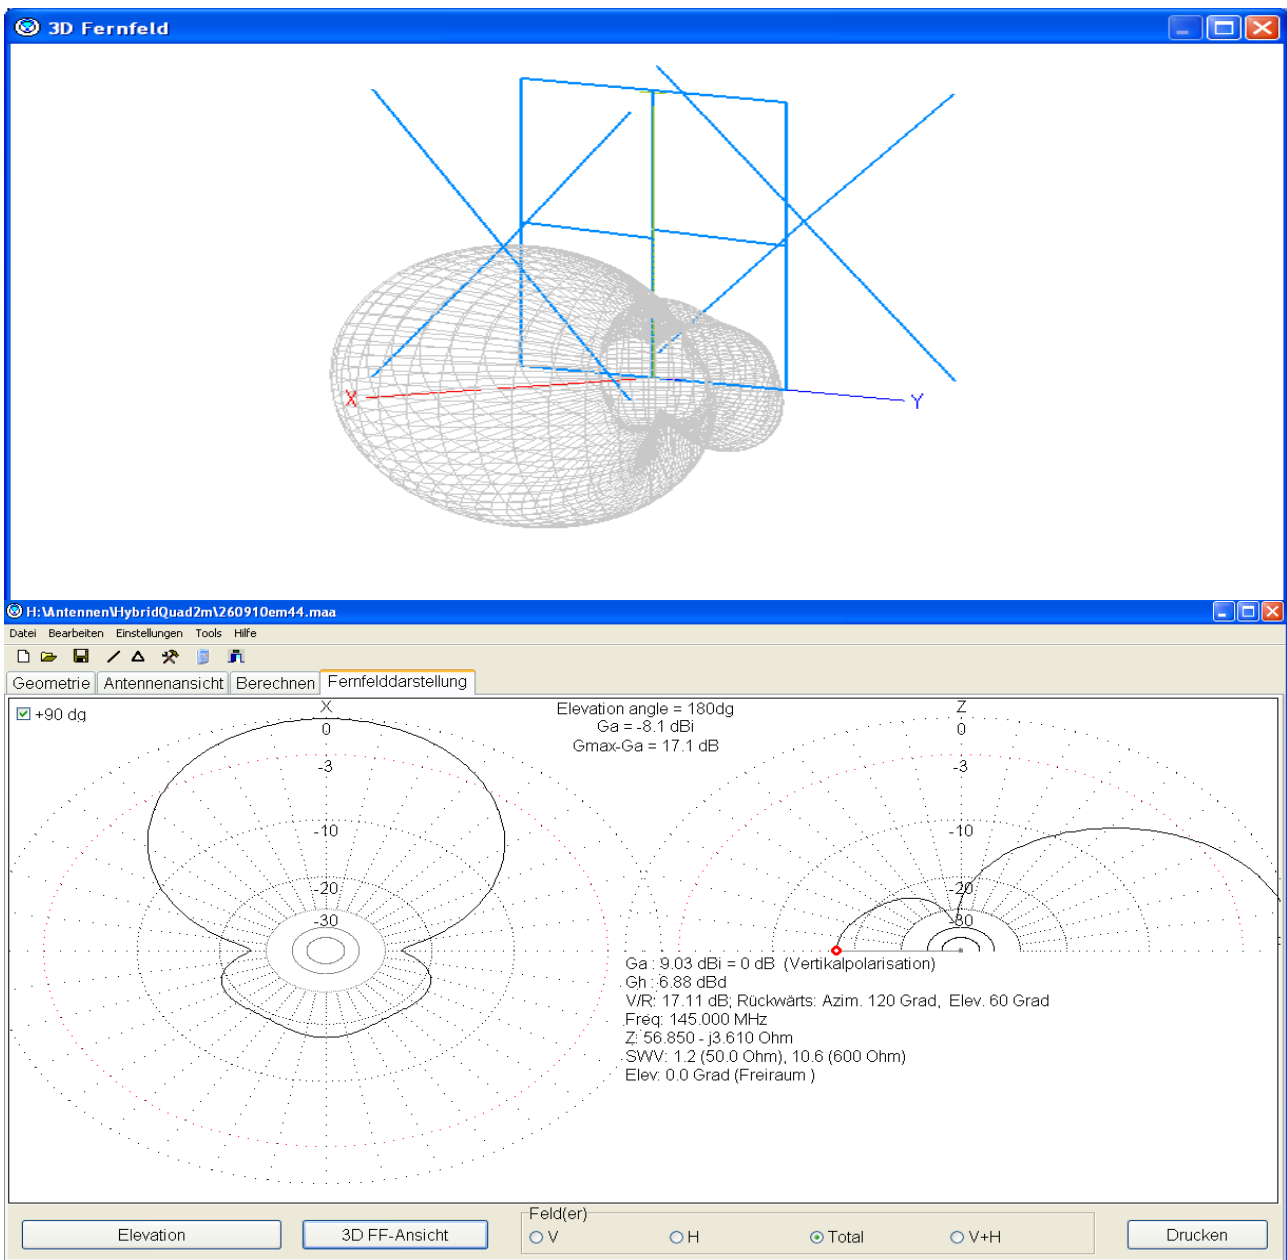 3D Fernfeld
X
Y
H:\Antennen\HybridQuad2m\260910em44.maa
Datei Bearbeiten Einstellungen Tools Hilfe
Geometrie Antennenansicht Berechnen Fernfelddarstellung
+90 dg
X
0
-3
-10
-20
-30
Elevation angle = 180dg
Ga = -8.1 dBi
Gmax-Ga = 17.1 dB
Z
0
-3
-10
-20
-30
Ga : 9.03 dBi = 0 dB (Vertikalpolarisation)
Gh : 6.88 dBd
V/R: 17.11 dB; Rückwärts: Azim. 120 Grad, Elev. 60 Grad
Freq: 145.000 MHz
Z: 56.850 - j3.610 Ohm
SWV: 1.2 (50.0 Ohm), 10.6 (600 Ohm)
Elev: 0.0 Grad (Freiraum )
Elevation
3D FF-Ansicht
Feld(er)
V
H
Total
V+H
Drucken